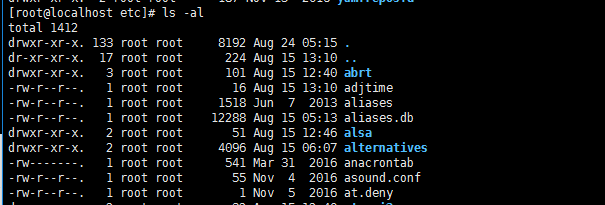 [root@localhost etc]# ls -al
total 1412
drwxr-xr-x. 133 root root     8192 Aug 24 05:15 .
dr-xr-xr-x.  17 root root      224 Aug 15 13:10 ..
drwxr-xr-x.   3 root root      101 Aug 15 12:40 abrt
-rw-r--r--.   1 root root       16 Aug 15 13:10 adjtime
-rw-r--r--.   1 root root     1518 Jun  7  2013 aliases
-rw-r--r--.   1 root root    12288 Aug 15 05:13 aliases.db
drwxr-xr-x.   2 root root       51 Aug 15 12:46 alsa
drwxr-xr-x.   2 root root     4096 Aug 15 06:07 alternatives
-rw-------.   1 root root      541 Mar 31  2016 anacrontab
-rw-r--r--.   1 root root       55 Nov  4  2016 asound.conf
-rw-r--r--.   1 root root        1 Nov  5  2016 at.deny